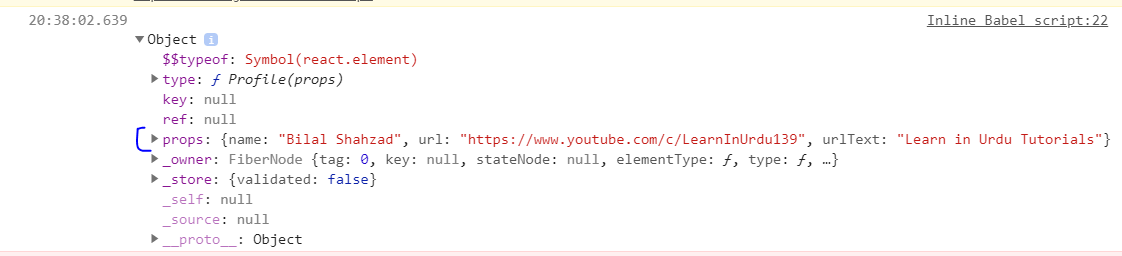 20:38:02.639
Inline Babel script:22
▼Object i
$$typeof: Symbol(react.element)
▶type: ƒ Profile(props)
key: null
ref: null
▶props: {name: "Bilal Shahzad", url: "https://www.youtube.com/c/LearnInUrdu139", urlText: "Learn in Urdu Tutorials"}
▶_owner: FiberNode {tag: 0, key: null, stateNode: null, elementType: ƒ, type: ƒ, …}
▶_store: {validated: false}
_self: null
_source: null
▶__proto__: Object